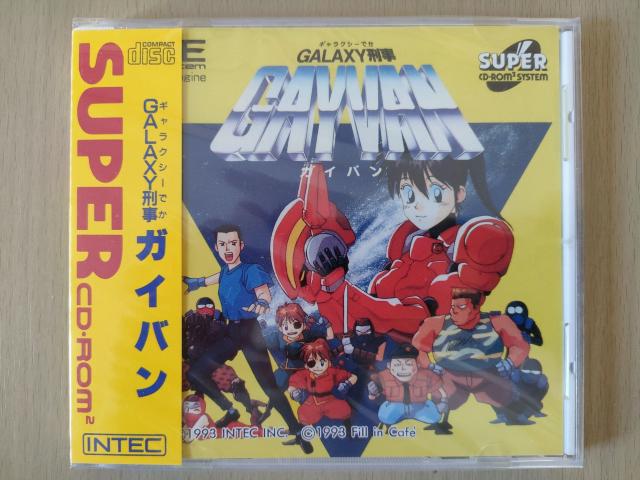 COMPACT
disc
SUPER CD-ROM2
ギャラクシーでか
GALAXY刑事
ガイバン
INTEC
E
stem
ngine
ギャラクシーでか
GALAXY刑事
GAYVAN
ガイバン
SUPER
CD-ROM2 SYSTEM
1993 INTEC INC. ©1993 Fill in Café